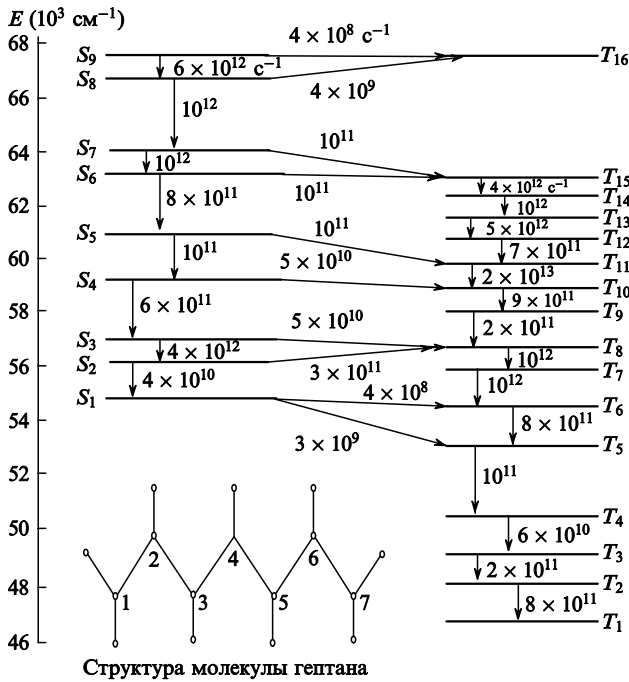 E (10³ см⁻¹)
68
66
64
62
60
58
56
54
52
50
48
46
S₉
S₈
S₇
S₆
S₅
S₄
S₃
S₂
S₁
4 × 10⁸ с⁻¹
6 × 10¹² с⁻¹
4 × 10⁹
10¹²
10¹¹
10¹²
10¹¹
8 × 10¹¹
10¹¹
10¹¹
5 × 10¹⁰
6 × 10¹¹
5 × 10¹⁰
4 × 10¹²
3 × 10¹¹
4 × 10¹⁰
4 × 10⁸
3 × 10⁹
T₁₆
T₁₅
4 × 10¹² с⁻¹
T₁₄
10¹²
T₁₃
5 × 10¹²
T₁₂
7 × 10¹¹
T₁₁
2 × 10¹³
T₁₀
9 × 10¹¹
T₉
2 × 10¹¹
T₈
10¹²
T₇
10¹²
T₆
8 × 10¹¹
T₅
10¹¹
T₄
6 × 10¹⁰
T₃
2 × 10¹¹
T₂
8 × 10¹¹
T₁
1
2
3
4
5
6
7
Структура молекулы гептана